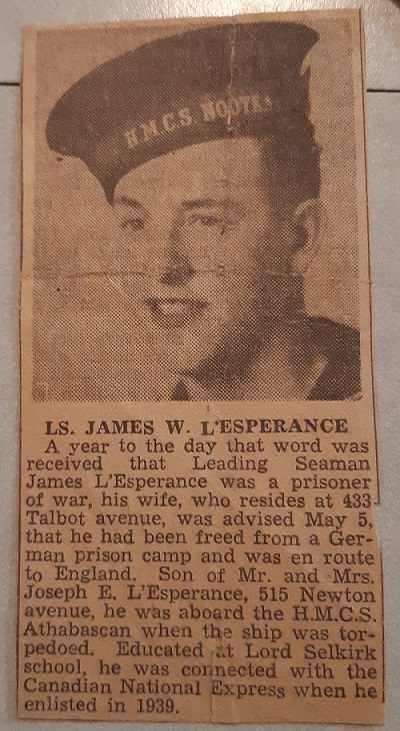 H.M.C.S. NOOTKA
LS. JAMES W. L'ESPERANCE
A year to the day that word was
received that Leading Seaman
James L'Esperance was a prisoner
of war, his wife, who resides at 433
Talbot avenue, was advised May 5,
that he had been freed from a Ger-
man prison camp and was en route
to England. Son of Mr. and Mrs.
Joseph E. L'Esperance, 515 Newton
avenue, he was aboard the H.M.C.S.
Athabascan when the ship was tor-
pedoed. Educated at Lord Selkirk
school, he was connected with the
Canadian National Express when he
enlisted in 1939.